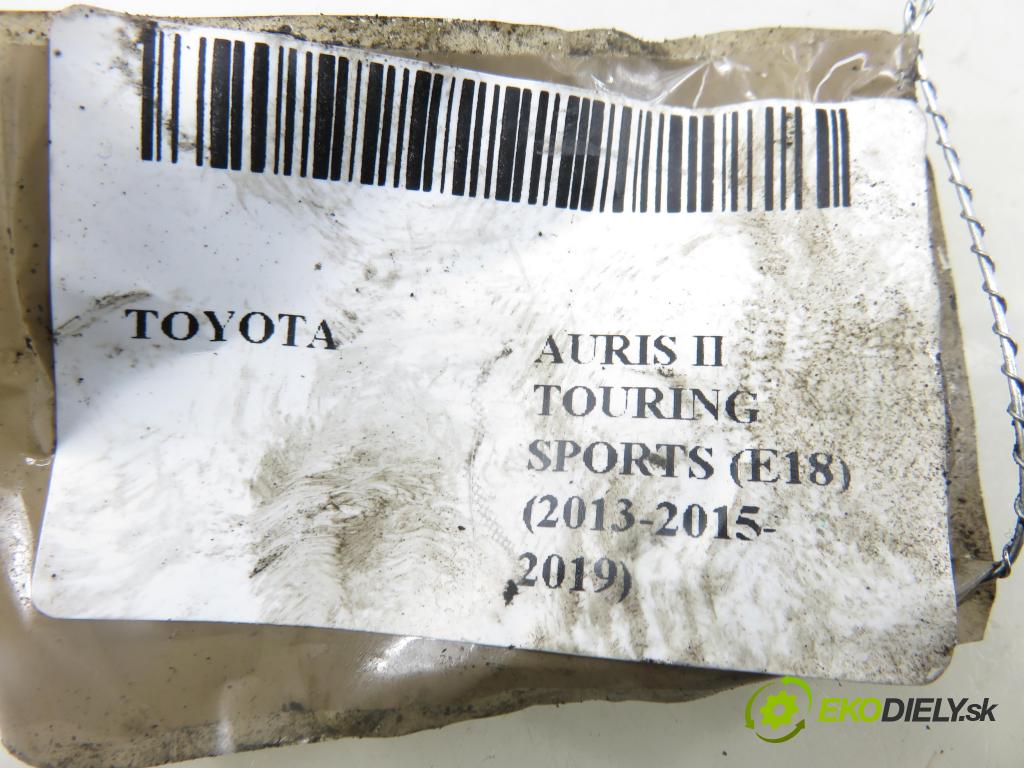 TOYOTA
AURIS II
TOURING
SPORTS (E18)
(2013-2015-
2019)
EKODIELY.sk